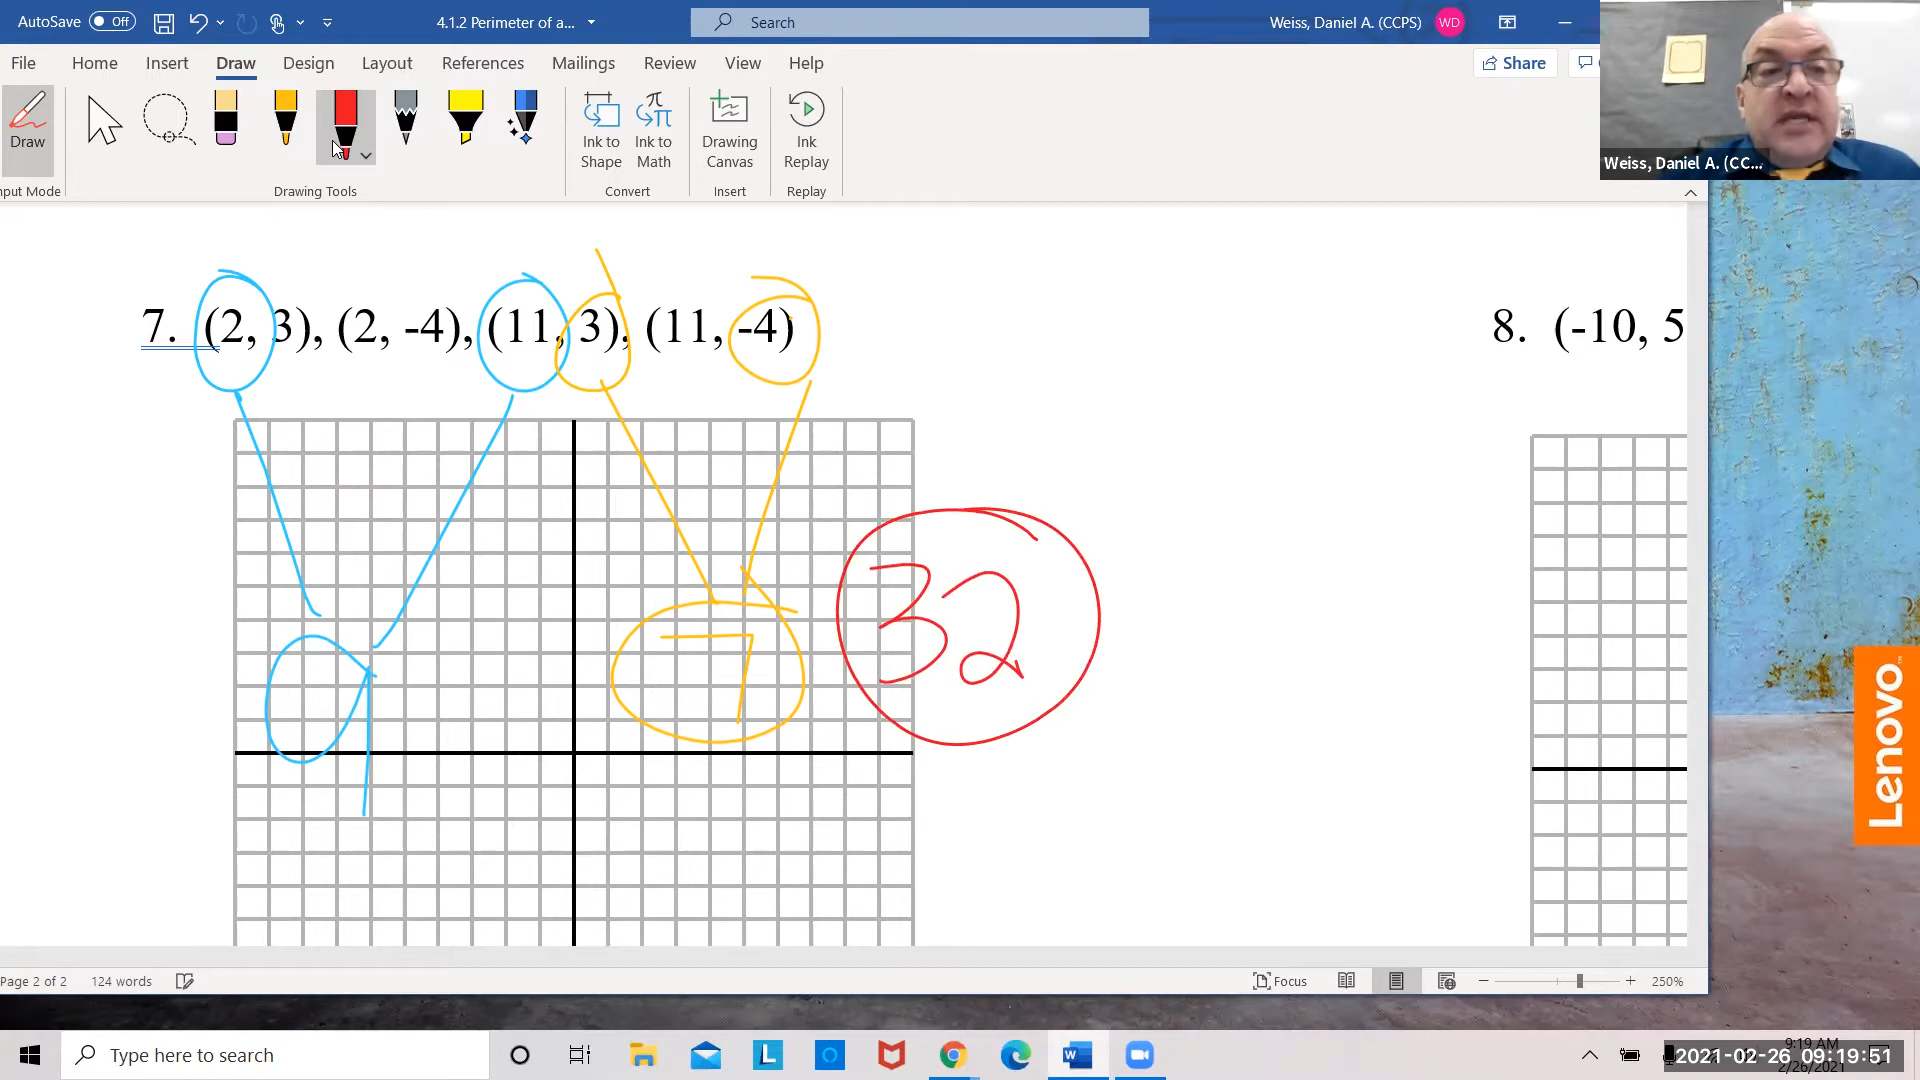 AutoSave Off 4.1.2 Perimeter of a... Search Weiss, Daniel A. (CCPS) WD
File Home Insert Draw Design Layout References Mailings Review View Help Share
Draw
Ink to Shape
Ink to Math
Drawing Canvas
Ink Replay
nput Mode Drawing Tools Convert Insert Replay
Weiss, Daniel A. (CC...
7. (2, 3), (2, -4), (11, 3), (11, -4)
8. (-10, 5
9
7
32
Lenovo
Page 2 of 2 124 words Focus 250%
Type here to search
9:19 AM
2021-02-26 09:19:51
2/26/2021